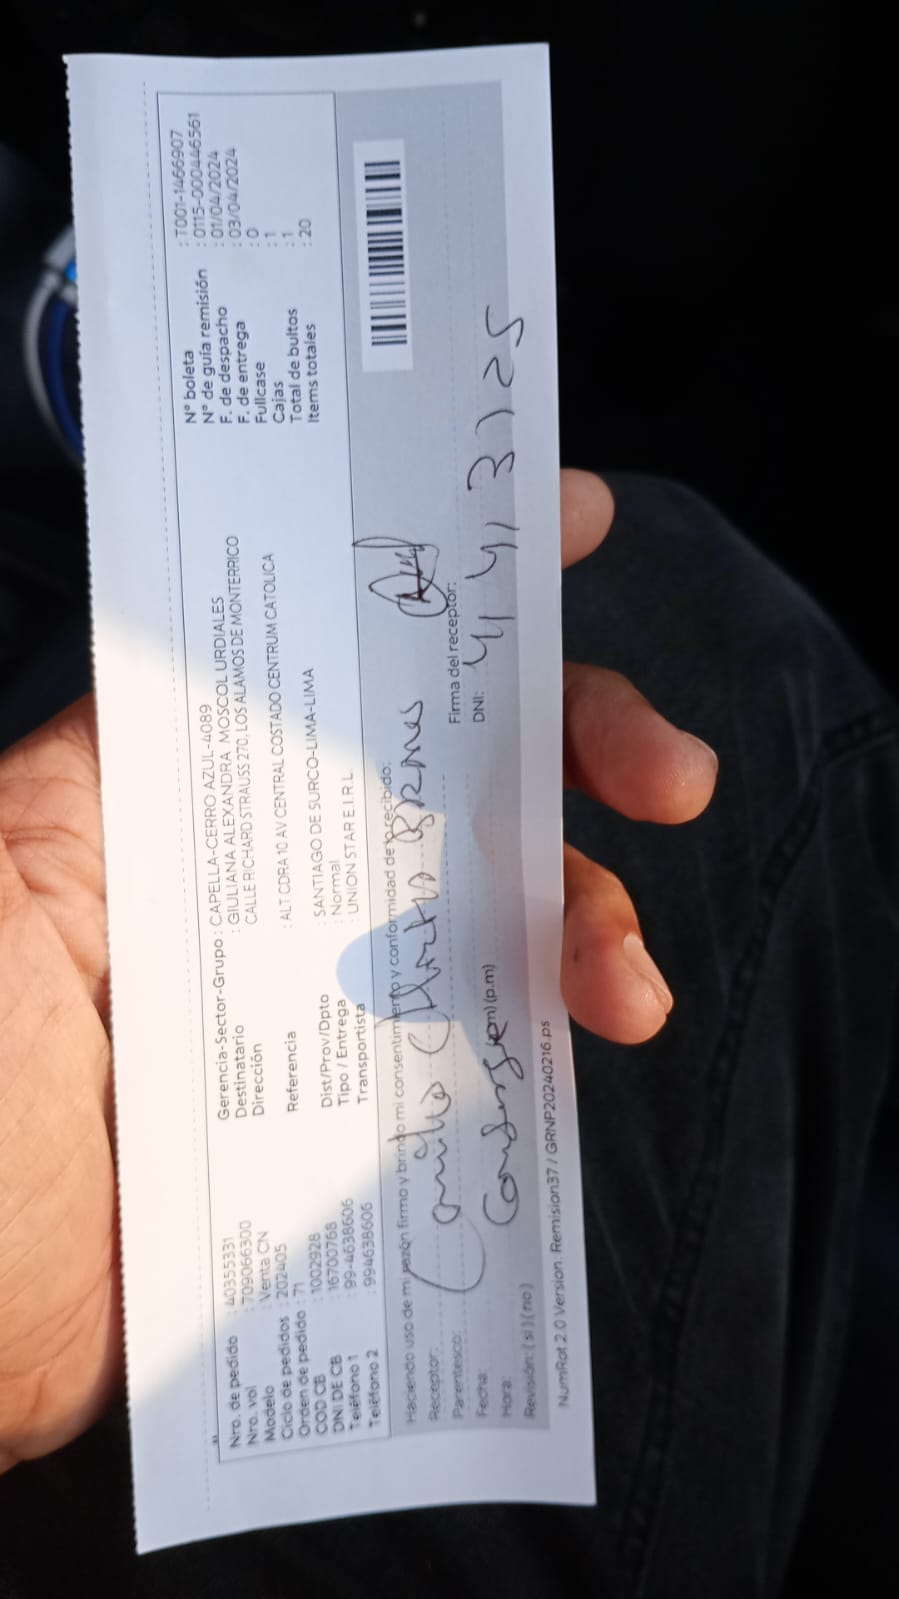 Nro. de pedido : 40355331
Nro. vol : 709066300
Modelo : Venta CN
Ciclo de pedidos : 202405
Orden de pedido : 71
COD CB : 1002928
DNI DE CB : 16700768
Teléfono 1 : 99-4638606
Teléfono 2 : 994638606
Gerencia-Sector-Grupo : CAPELLA-CERRO AZUL-4089
Destinatario : GIULIANA ALEXANDRA MOSCOL URDIALES
Dirección CALLE RICHARD STRAUSS 270, LOS ALAMOS DE MONTERRICO
Referencia : ALT CDRA 10 AV CENTRAL COSTADO CENTRUM CATOLICA
Dist/Prov/Dpto : SANTIAGO DE SURCO-LIMA-LIMA
Tipo / Entrega : Normal
Transportista : UNION STAR E.I.R.L.
N° boleta : T001-1466907
N° de guía remisión : 0115-000446561
F. de despacho : 01/04/2024
F. de entrega : 03/04/2024
Fullcase : 0
Cajas : 1
Total de bultos : 1
Items totales : 20
Haciendo uso de mi razón firmo y brindo mi consentimiento y conformidad de lo recibido:
Receptor: Camilo
Parentesco:
Fecha:
Hora: (am) (p.m)
Revisión: ( si ) ( no )
Firma del receptor:
DNI:
NumRot 2.0 Version. Remision37 / GRNP20240216.ps